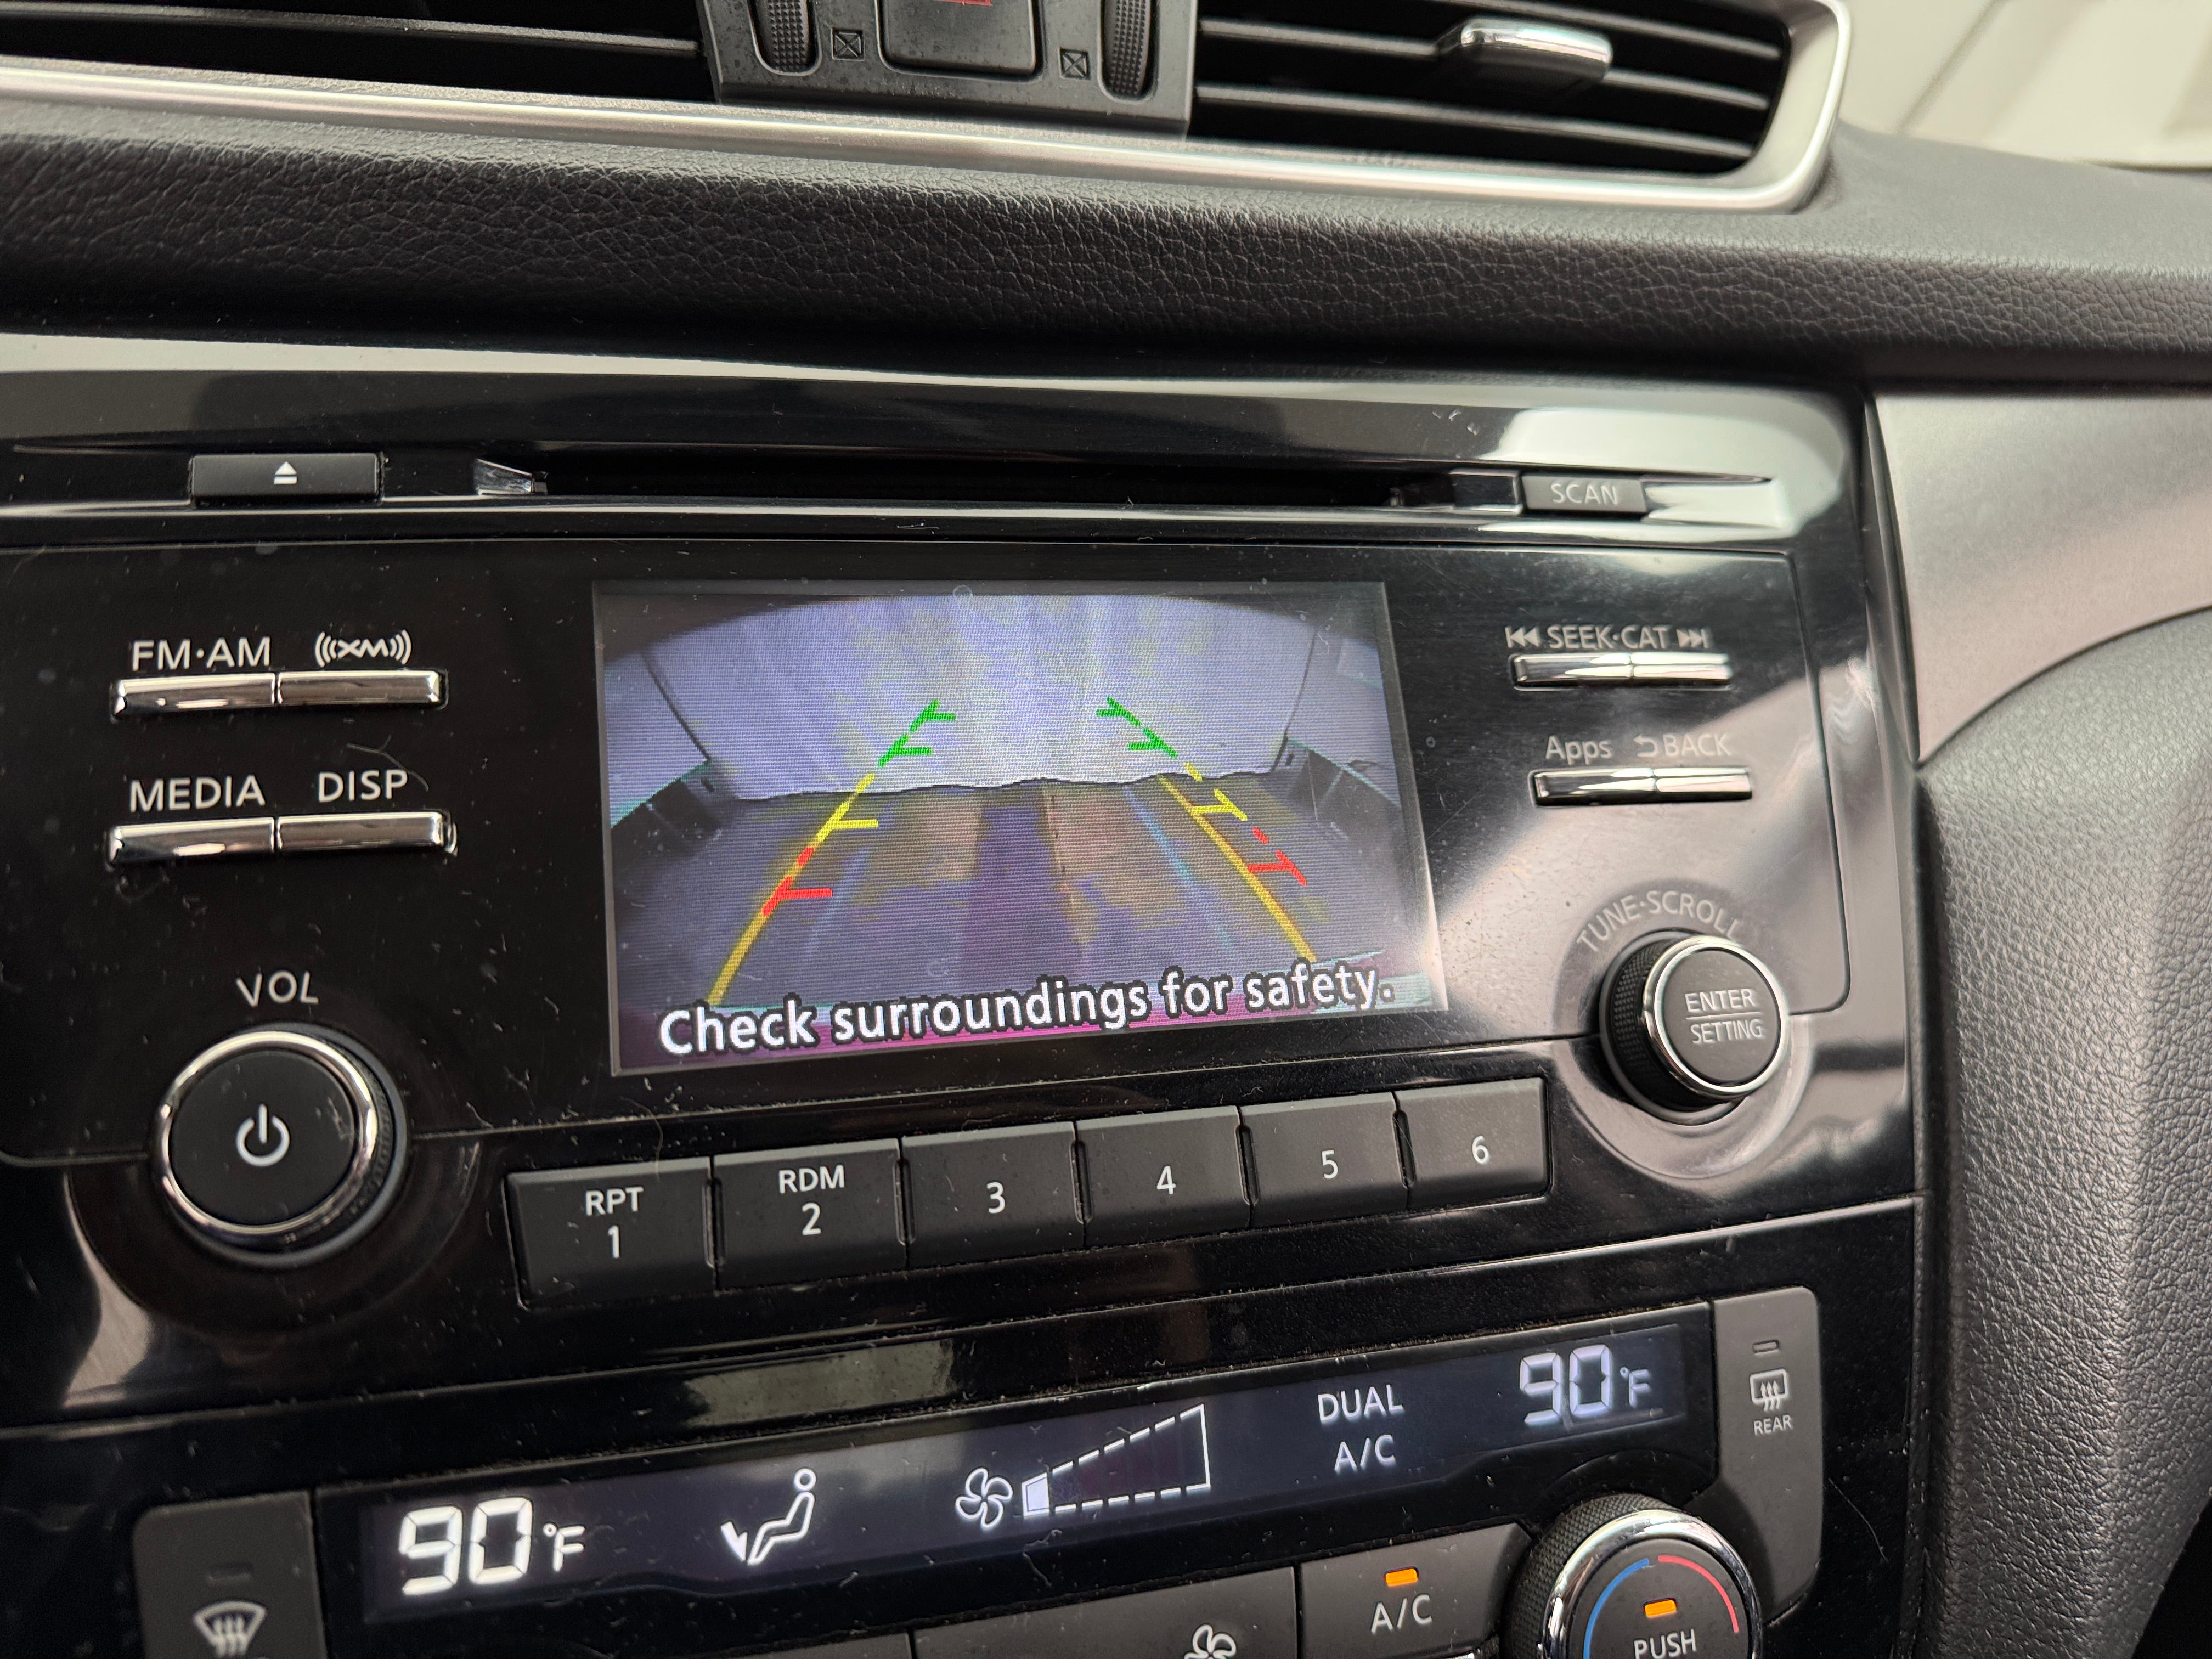 SCAN
FM·AM
((XM))
SEEK·CAT
MEDIA
DISP
Apps
BACK
TUNE·SCROLL
VOL
ENTER
SETTING
Check surroundings for safety.
RPT
1
RDM
2
3
4
5
6
90°F
DUAL
A/C
90°F
REAR
A/C
PUSH